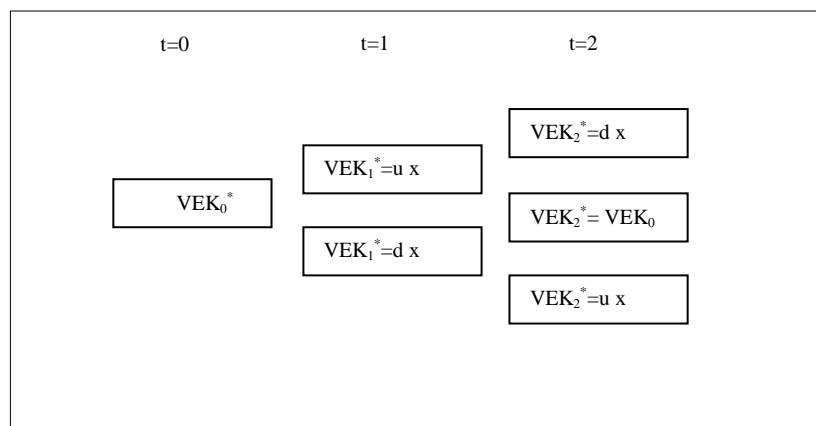 t=0 t=1 t=2
VEK₂*=d x
VEK₁*=u x
VEK₀*
VEK₂*= VEK₀
VEK₁*=d x
VEK₂*=u x